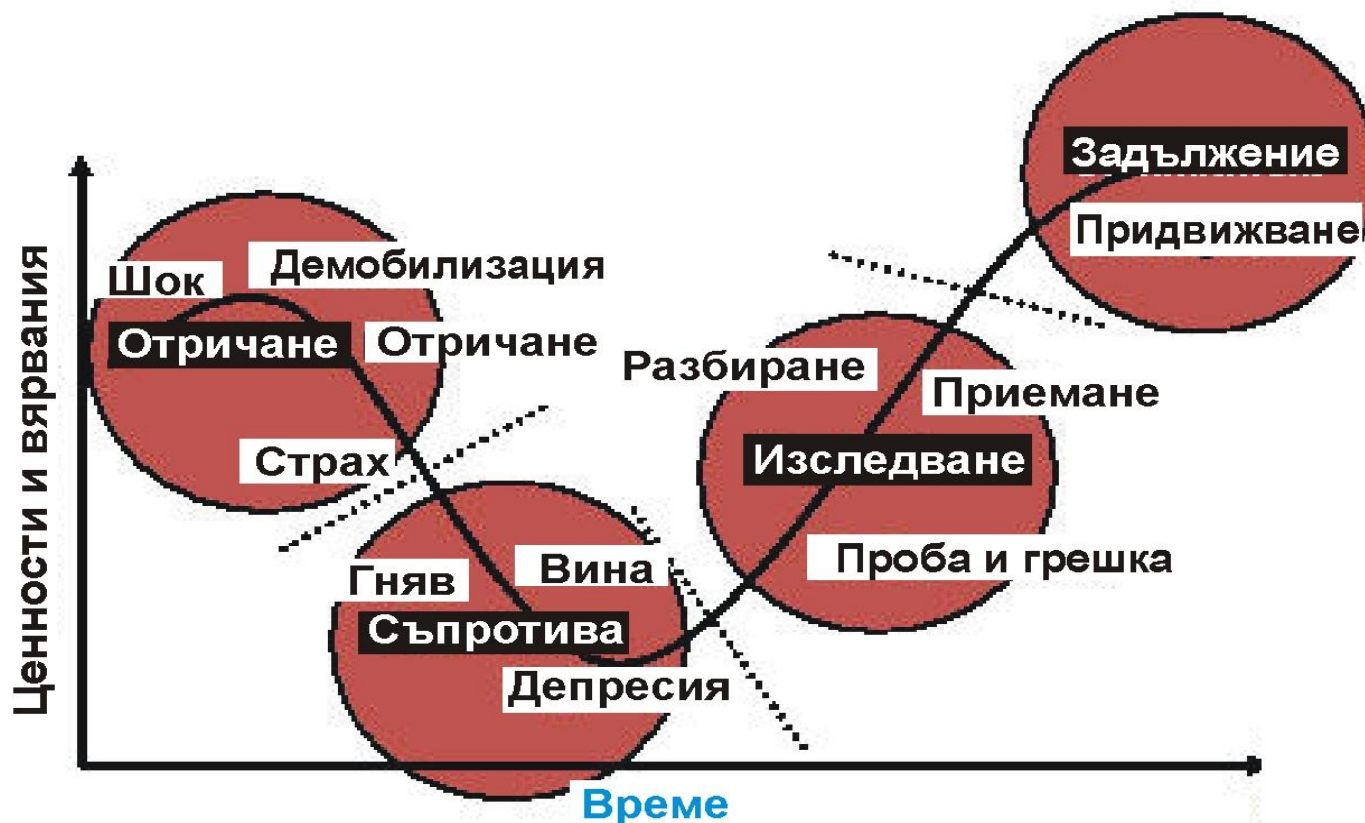 Ценности и вярвания
Шок
Демобилизация
Отричане
Отричане
Страх
Гняв
Вина
Съпротива
Депресия
Разбиране
Приемане
Изследване
Проба и грешка
Задължение
Придвижване
Време